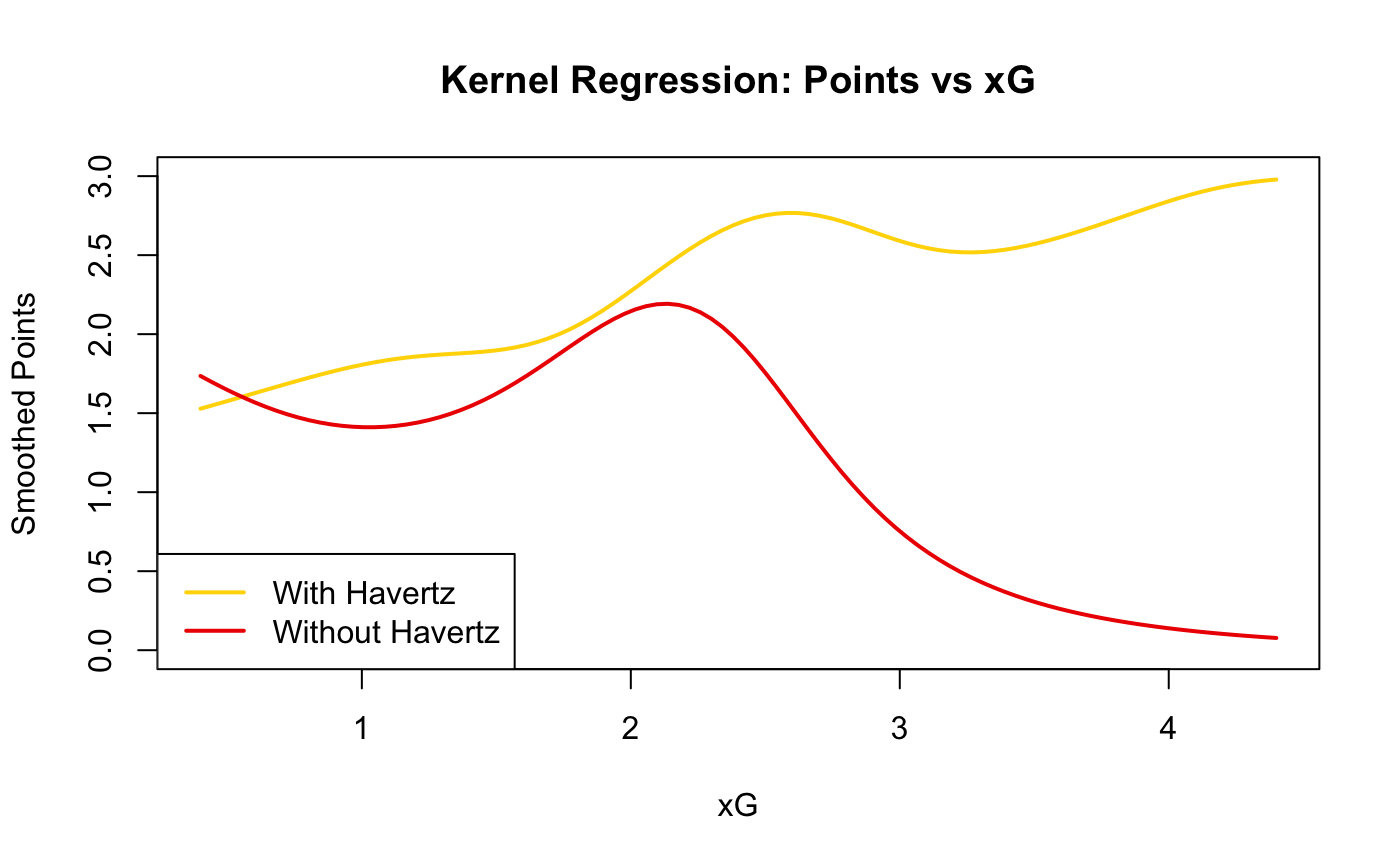 Kernel Regression: Points vs xG
Smoothed Points
3.0
2.5
2.0
1.5
1.0
0.5
0.0
With Havertz
Without Havertz
1 2 3 4
xG